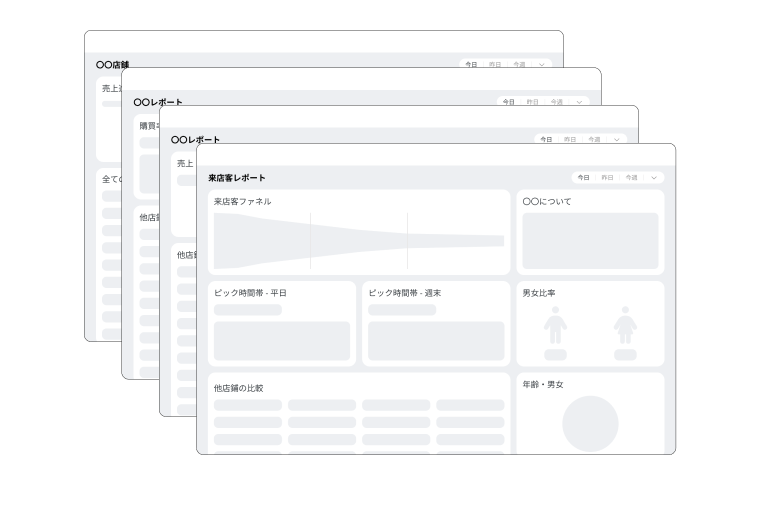 〇〇店舗
今日 昨日 今週
売上
〇〇レポート
今日 昨日 今週
購買
〇〇レポート
今日 昨日 今週
売上
全ての
他店舗
他店舗
来店客レポート
今日 昨日 今週
来店客ファネル
〇〇について
ピック時間帯 - 平日
ピック時間帯 - 週末
男女比率
他店舗の比較
年齢・男女